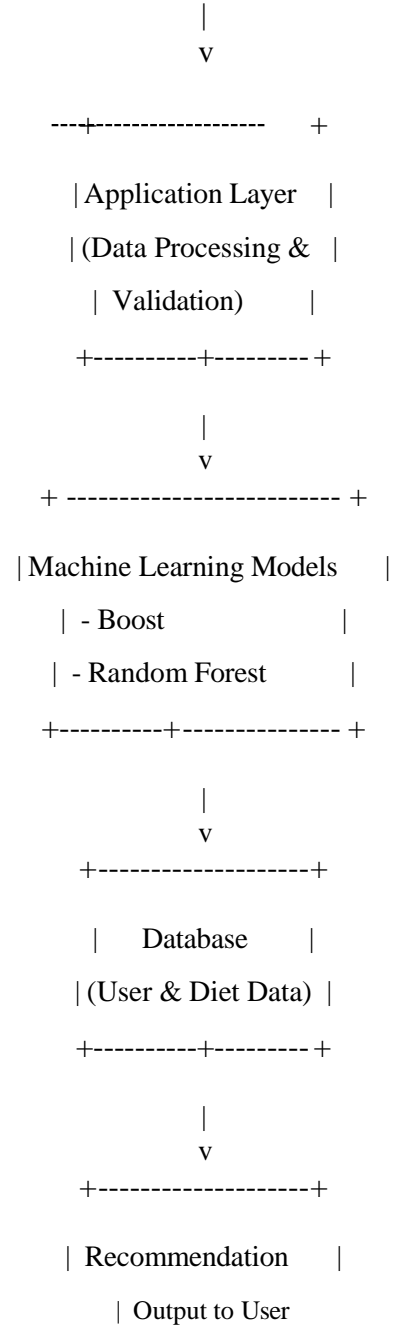 |
v
----+---------------------- +
| Application Layer |
| (Data Processing & |
| Validation) |
+----------+--------- +
|
v
+ -------------------------- +
| Machine Learning Models |
| - Boost |
| - Random Forest |
+----------+--------------- +
|
v
+--------------------+
| Database |
| (User & Diet Data) |
+----------+--------- +
|
v
+--------------------+
| Recommendation |
| Output to User